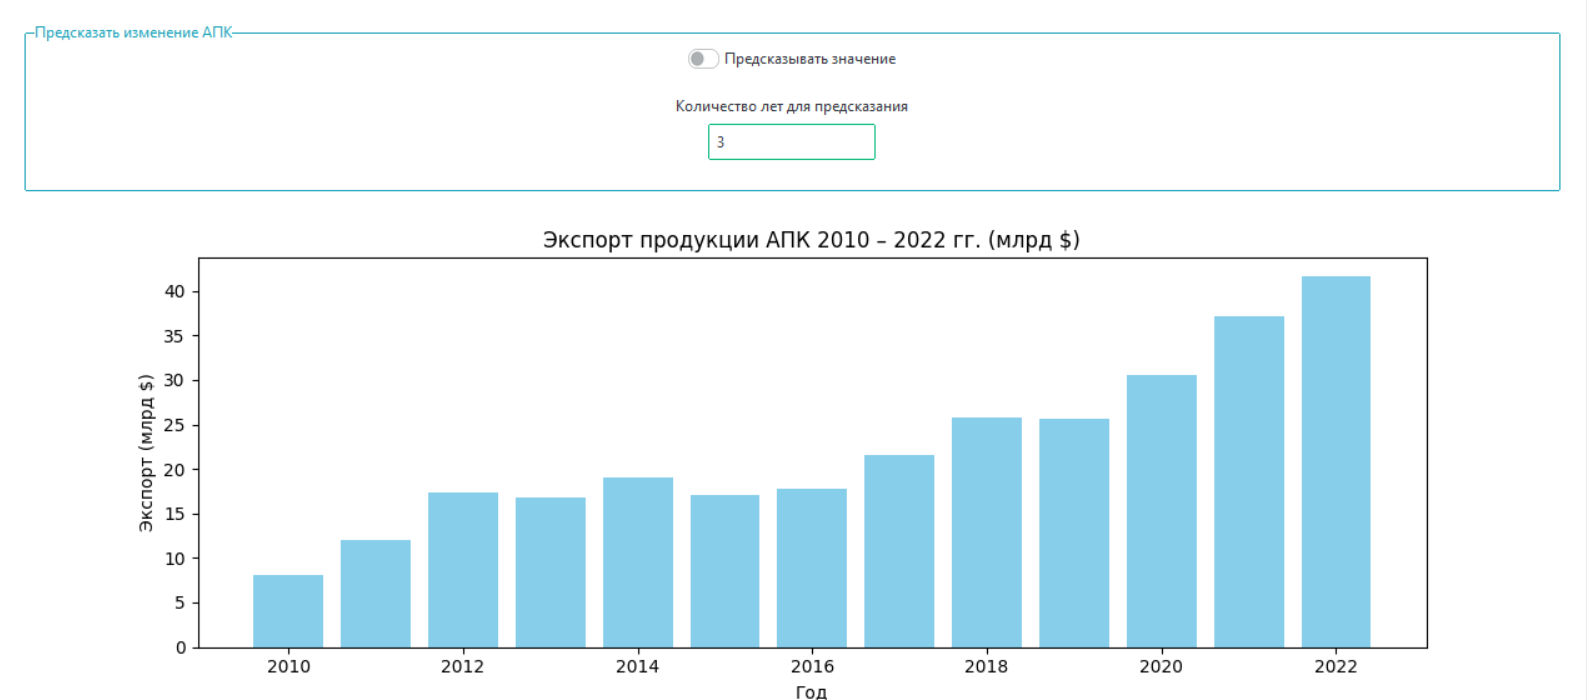 Предсказать изменение АПК
Предсказывать значение
Количество лет для предсказания
3
Экспорт продукции АПК 2010 – 2022 гг. (млрд $)
Экспорт (млрд $)
40
35
30
25
20
15
10
5
0
2010 2012 2014 2016 2018 2020 2022
Год